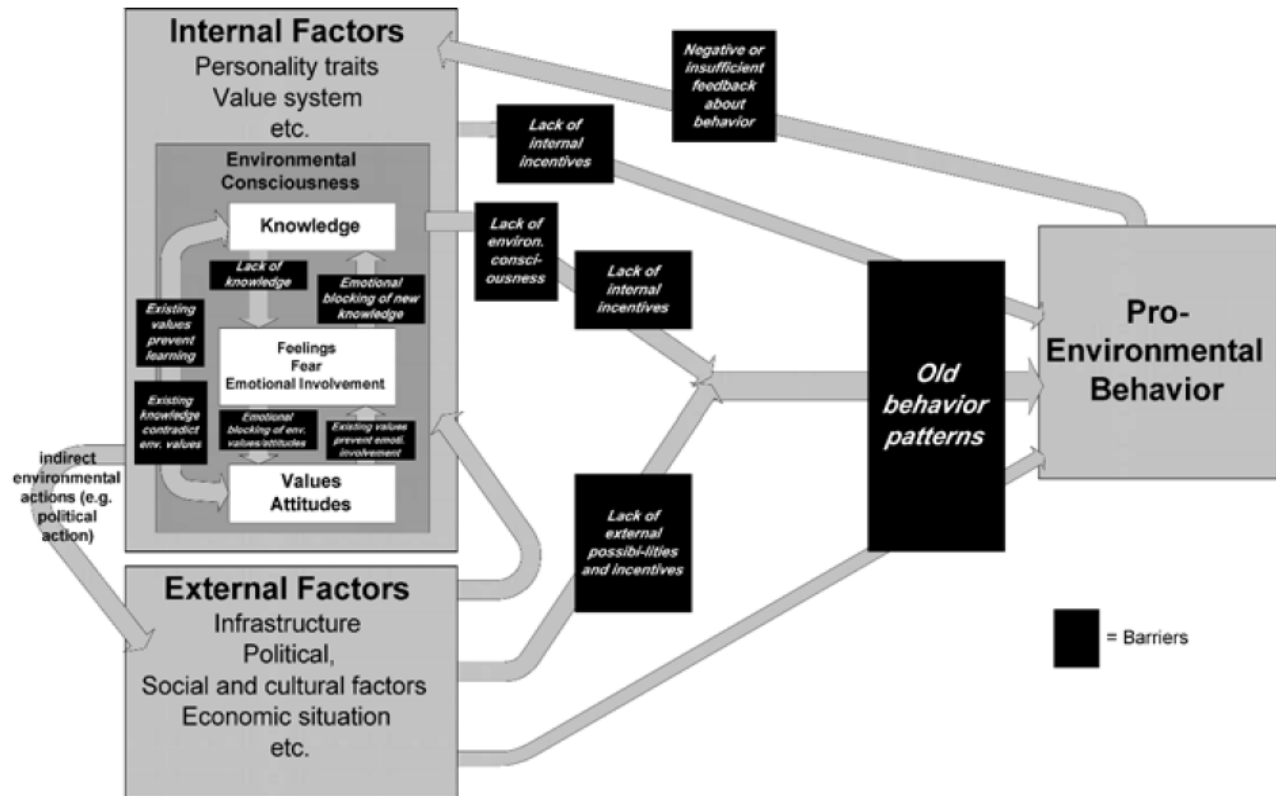 Internal Factors
Personality traits
Value system
etc.
Environmental
Consciousness
Knowledge
Lack of
knowledge
Emotional
blocking of new
knowledge
Existing
values
prevent
learning
Feelings
Fear
Emotional Involvement
Existing
knowledge
contradict
env. values
Emotional
blocking of env.
values/attitudes
Existing values
prevent emoti.
involvement
Values
Attitudes
indirect
environmental
actions (e.g.
political
action)
External Factors
Infrastructure
Political,
Social and cultural factors
Economic situation
etc.
Negative or
insufficient
feedback
about
behavior
Lack of
internal
incentives
Lack of
environ.
consci-
ousness
Lack of
internal
incentives
Lack of
external
possibi-lities
and incentives
Old
behavior
patterns
Pro-
Environmental
Behavior
= Barriers